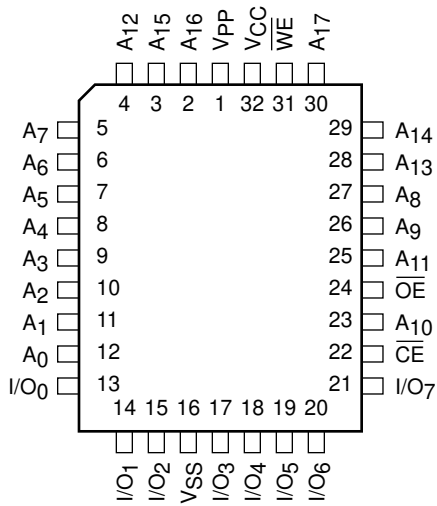 A12 A15 A16 VPP VCC WE A17
4 3 2 1 32 31 30
A7 5 29 A14
A6 6 28 A13
A5 7 27 A8
A4 8 26 A9
A3 9 25 A11
A2 10 24 OE
A1 11 23 A10
A0 12 22 CE
I/O0 13 21 I/O7
14 15 16 17 18 19 20
I/O1 I/O2 VSS I/O3 I/O4 I/O5 I/O6